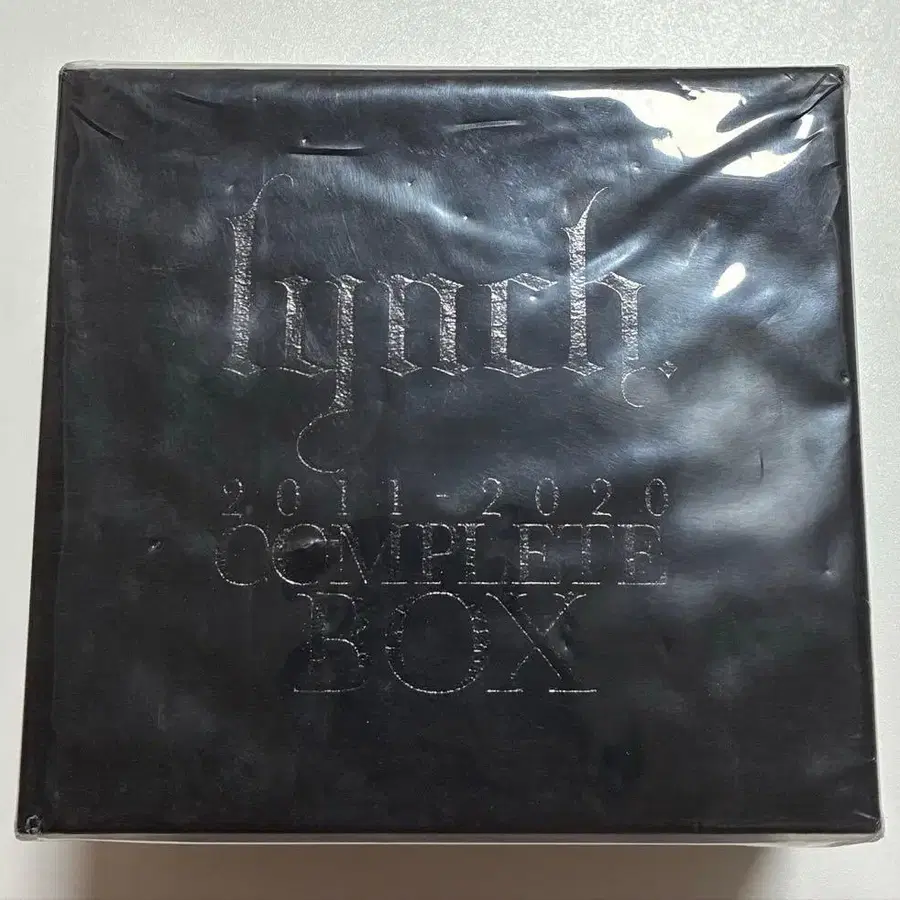 lynch.
2011-2020
COMPLETE
BOX